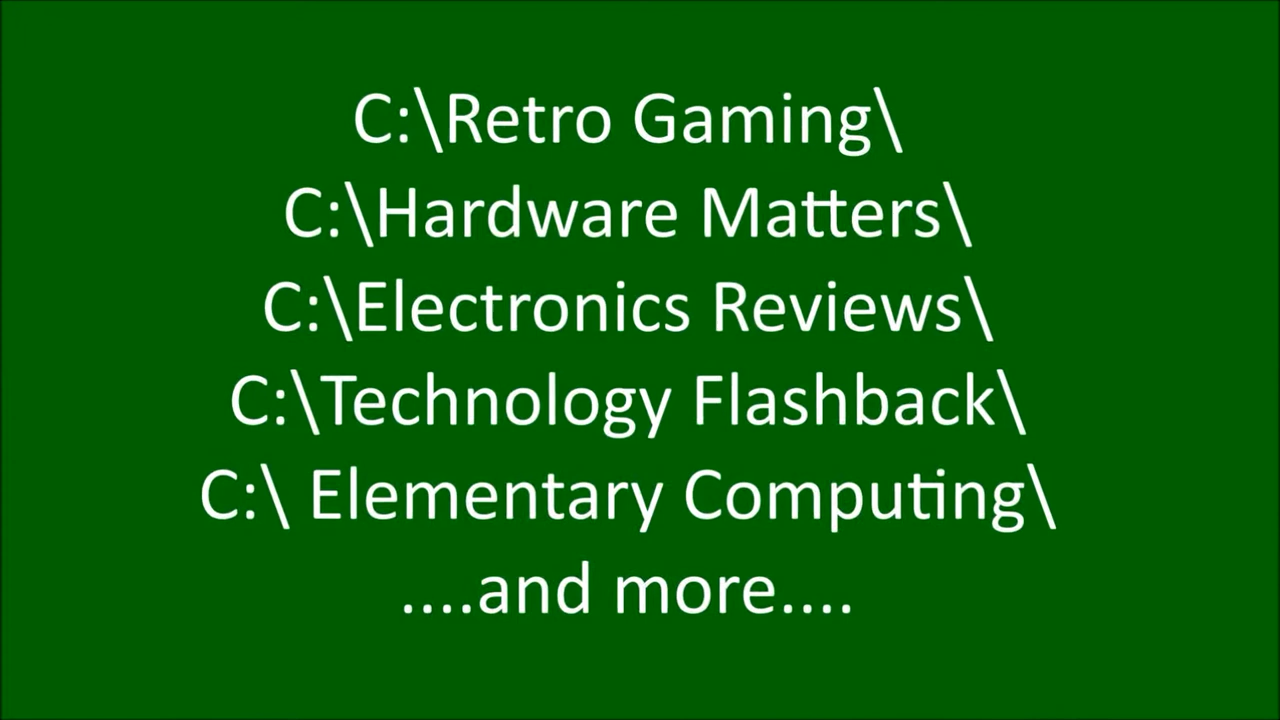 C:\Retro Gaming\
C:\Hardware Matters\
C:\Electronics Reviews\
C:\Technology Flashback\
C:\ Elementary Computing\
....and more....